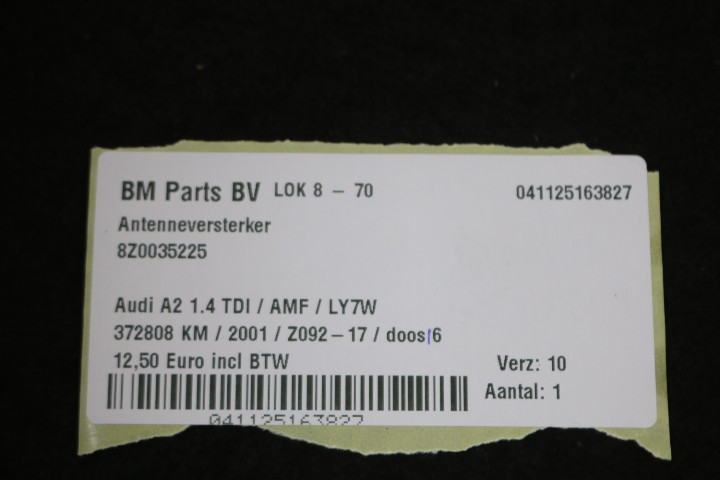 BM Parts BV LOK 8 - 70 041125163827
Antenneversterker
8Z0035225
Audi A2 1.4 TDI / AMF / LY7W
372808 KM / 2001 / Z092-17 / doos 6
12,50 Euro incl BTW Verz: 10
Aantal: 1
041125163827